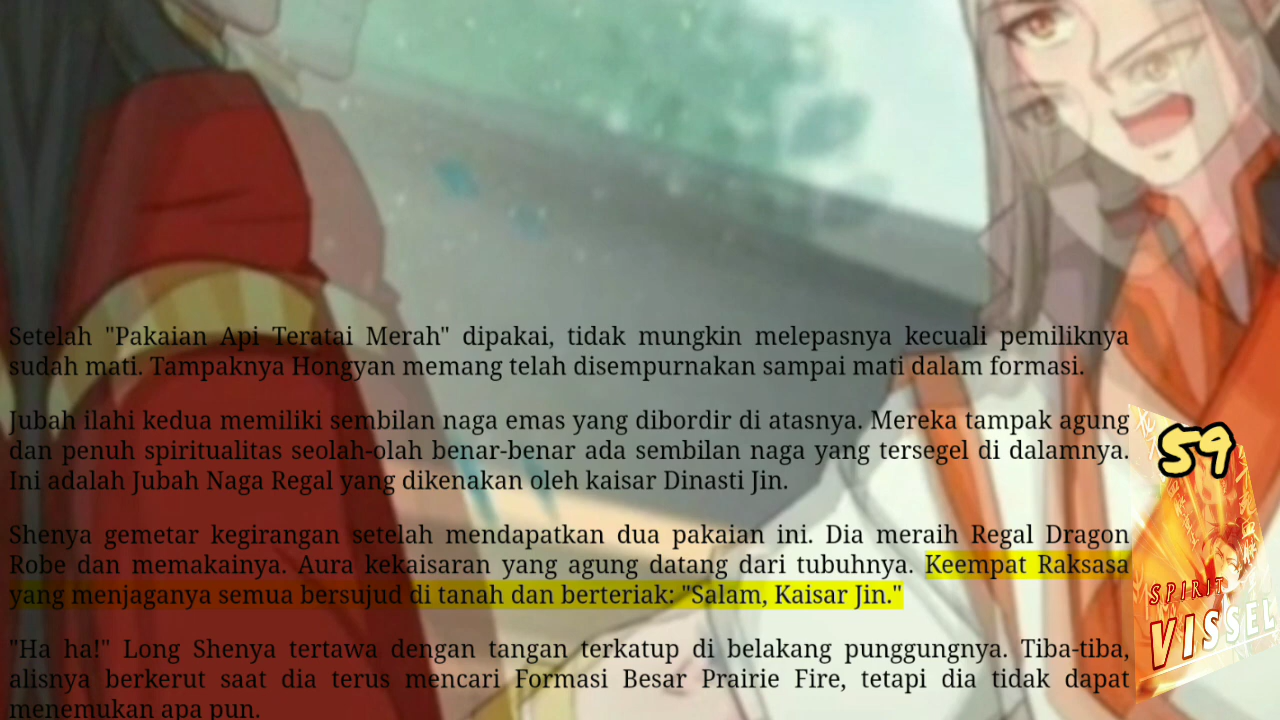 Setelah "Pakaian Api Teratai Merah" dipakai, tidak mungkin melepasnya kecuali pemiliknya
sudah mati. Tampaknya Hongyan memang telah disempurnakan sampai mati dalam formasi.
Jubah ilahi kedua memiliki sembilan naga emas yang dibordir di atasnya. Mereka tampak agung
dan penuh spiritualitas seolah-olah benar-benar ada sembilan naga yang tersegel di dalamnya.
Ini adalah Jubah Naga Regal yang dikenakan oleh kaisar Dinasti Jin.
Shenya gemetar kegirangan setelah mendapatkan dua pakaian ini. Dia meraih Regal Dragon
Robe dan memakainya. Aura kekaisaran yang agung datang dari tubuhnya. Keempat Raksasa
yang menjaganya semua bersujud di tanah dan berteriak: "Salam, Kaisar Jin."
"Ha ha!" Long Shenya tertawa dengan tangan terkatup di belakang punggungnya. Tiba-tiba,
alisnya berkerut saat dia terus mencari Formasi Besar Prairie Fire, tetapi dia tidak dapat
menemukan apa pun.
59
SPIRIT
VISSEL